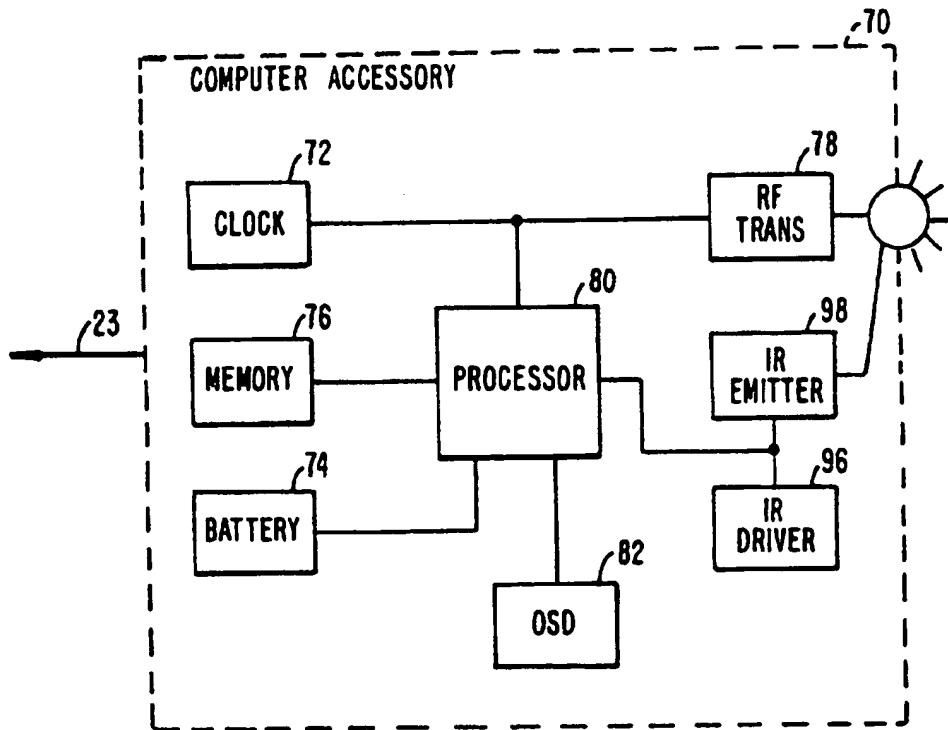 70
COMPUTER ACCESSORY
72
CLOCK
78
RF
TRANS
80
PROCESSOR
23
76
MEMORY
98
IR
EMITTER
74
BATTERY
96
IR
DRIVER
82
OSD